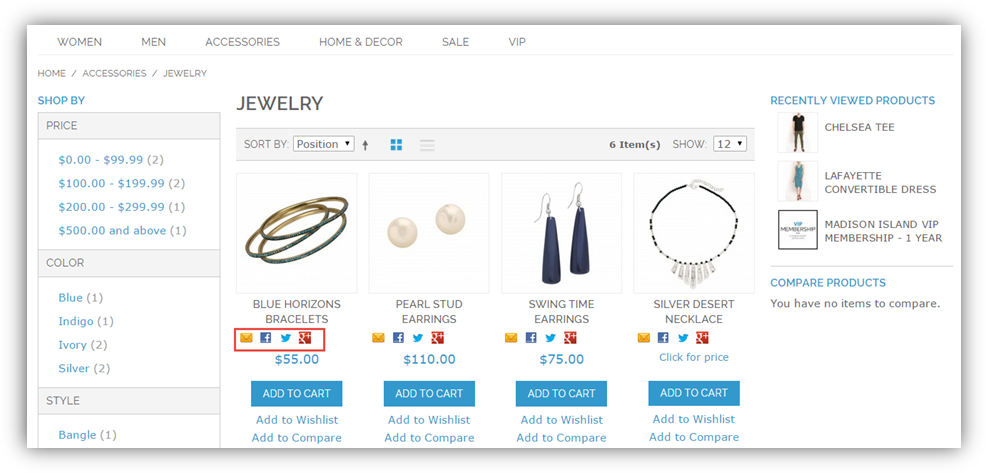 WOMEN MEN ACCESSORIES HOME & DECOR SALE VIP
HOME / ACCESSORIES / JEWELRY
SHOP BY
PRICE
$0.00 - $99.99 (2)
$100.00 - $199.99 (2)
$200.00 - $299.99 (1)
$500.00 and above (1)
COLOR
Blue (1)
Indigo (1)
Ivory (2)
Silver (2)
STYLE
Bangle (1)
JEWELRY
SORT BY: Position 6 Item(s) SHOW: 12
BLUE HORIZONS
BRACELETS
$55.00
ADD TO CART
Add to Wishlist
Add to Compare
PEARL STUD
EARRINGS
$110.00
ADD TO CART
Add to Wishlist
Add to Compare
SWING TIME
EARRINGS
$75.00
ADD TO CART
Add to Wishlist
Add to Compare
SILVER DESERT
NECKLACE
Click for price
ADD TO CART
Add to Wishlist
Add to Compare
RECENTLY VIEWED PRODUCTS
CHELSEA TEE
LAFAYETTE
CONVERTIBLE DRESS
VIP
MEMBERSHIP
MADISON ISLAND VIP
MEMBERSHIP - 1 YEAR
COMPARE PRODUCTS
You have no items to compare.